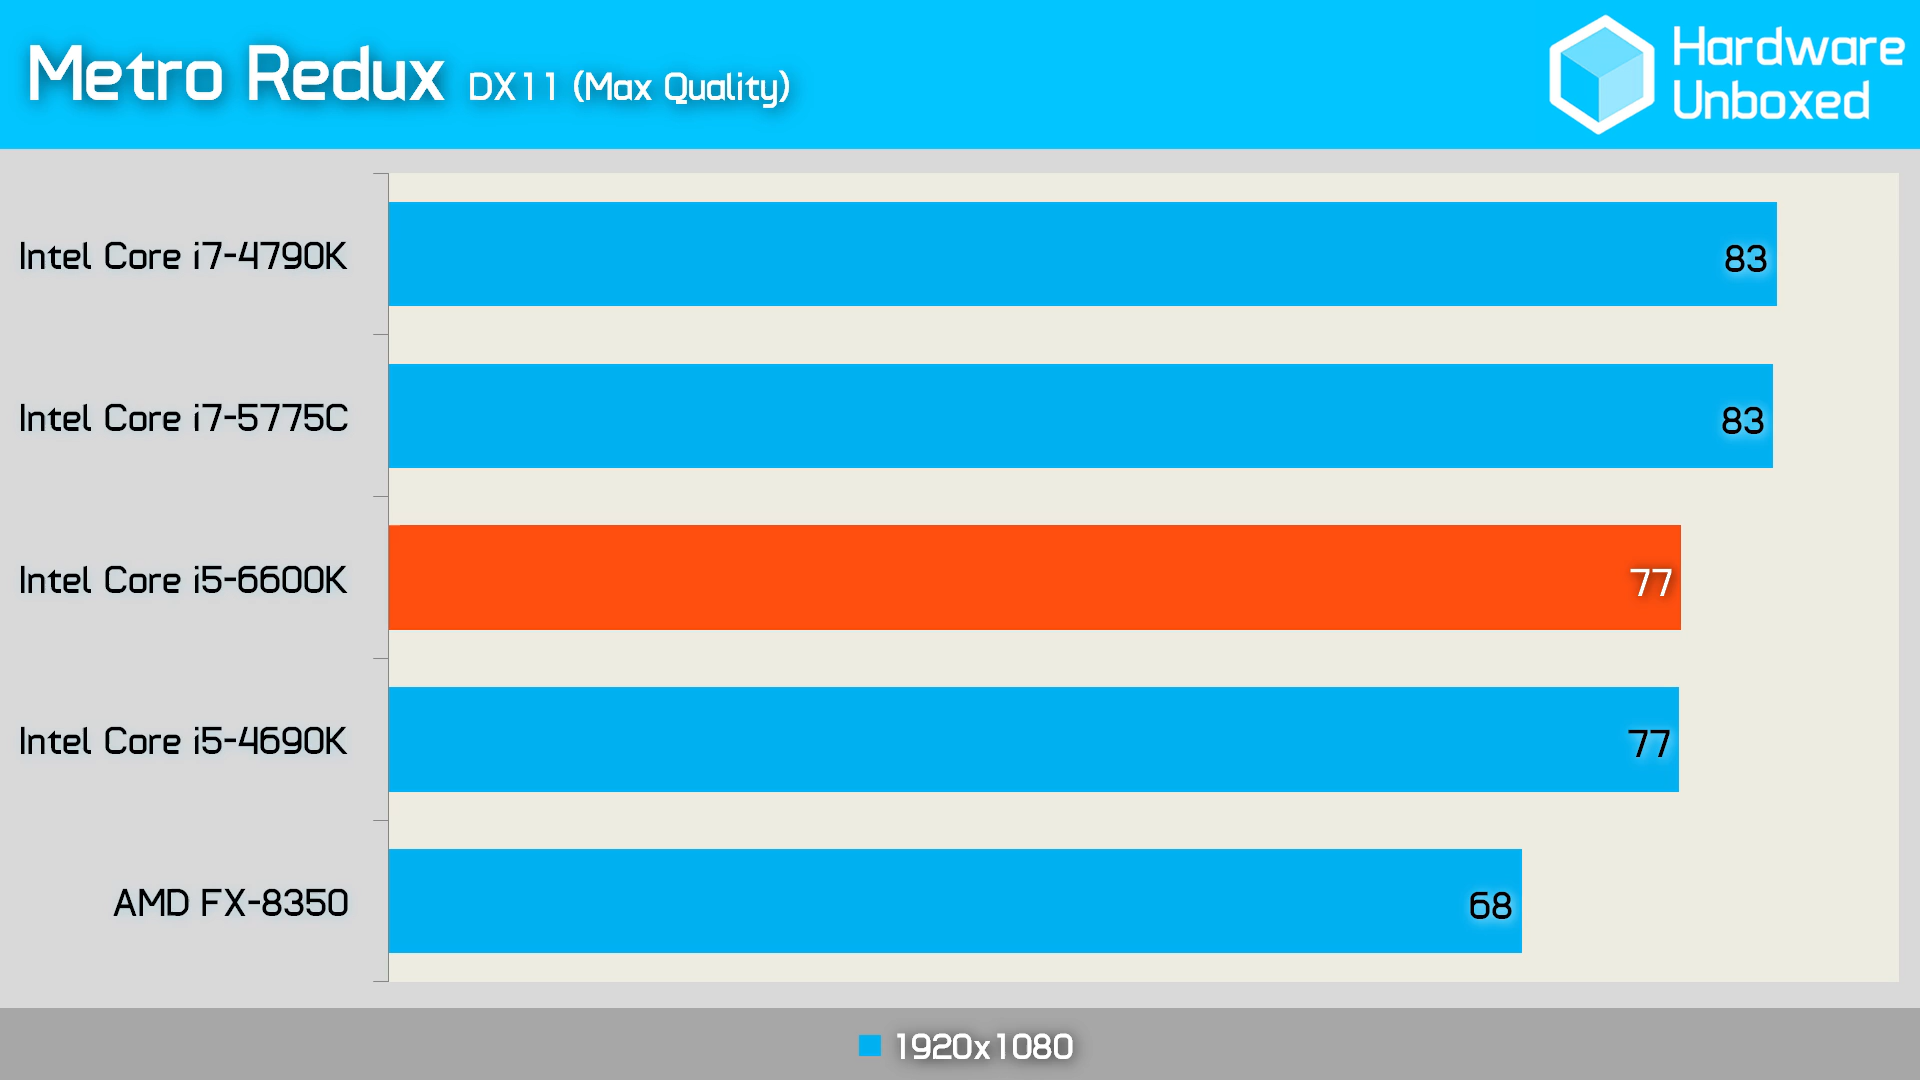 Metro Redux DX11 (Max Quality)
Hardware
Unboxed
Intel Core i7-4790K 83
Intel Core i7-5775C 83
Intel Core i5-6600K 77
Intel Core i5-4690K 77
AMD FX-8350 68
1920x1080